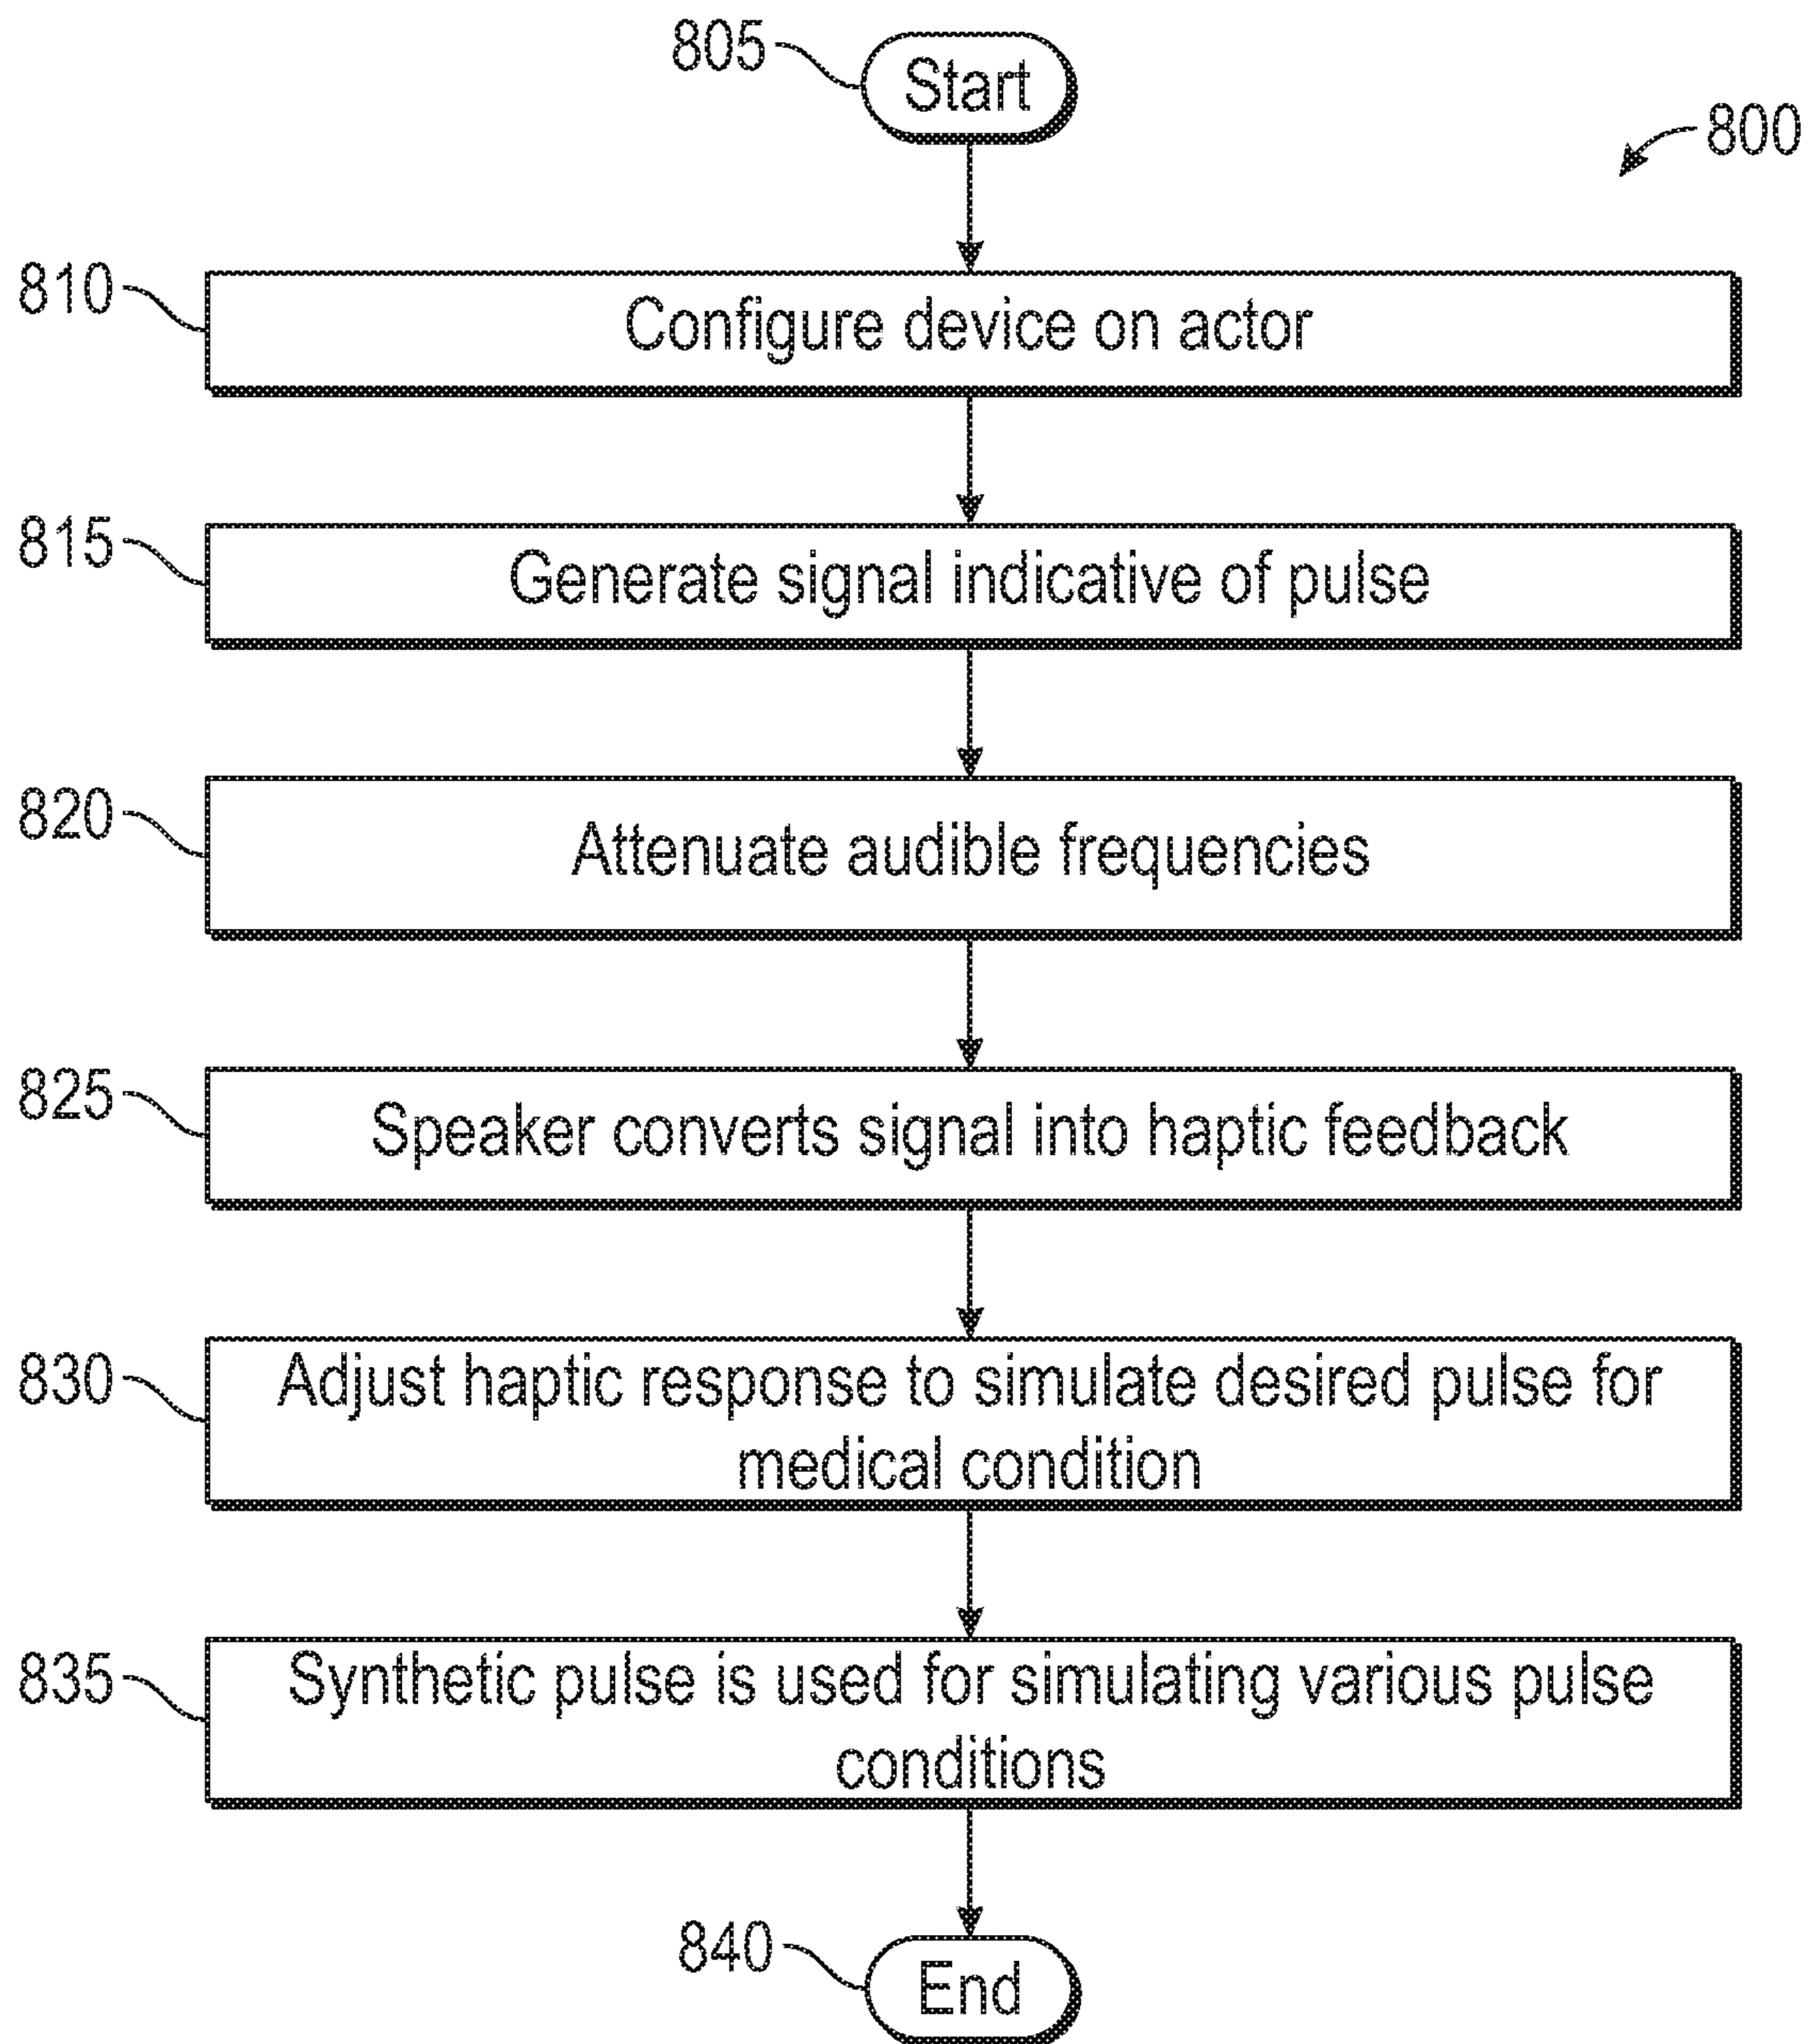 805
Start
800
810
Configure device on actor
815
Generate signal indicative of pulse
820
Attenuate audible frequencies
825
Speaker converts signal into haptic feedback
830
Adjust haptic response to simulate desired pulse for
medical condition
835
Synthetic pulse is used for simulating various pulse
conditions
840
End